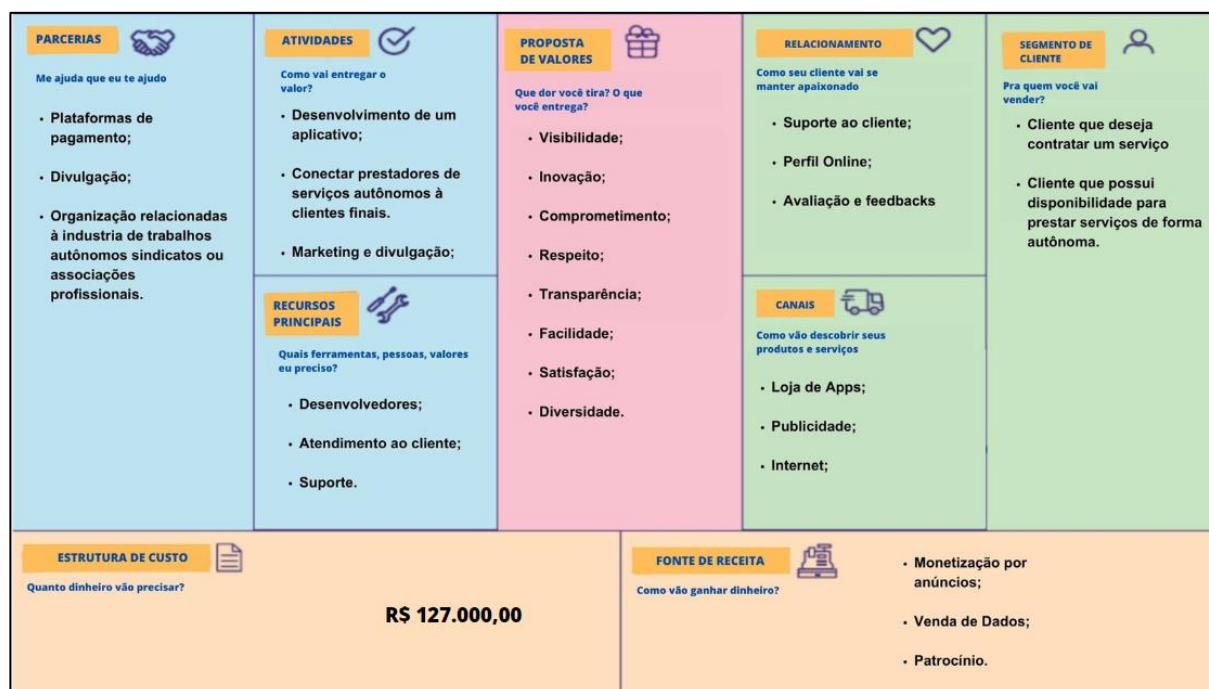 PARCERIAS
Me ajuda que eu te ajudo
• Plataformas de
pagamento;
• Divulgação;
• Organização relacionadas
à industria de trabalhos
autônomos sindicatos ou
associações
profissionais.
ATIVIDADES
Como vai entregar o
valor?
• Desenvolvimento de um
aplicativo;
• Conectar prestadores de
serviços autônomos à
clientes finais.
• Marketing e divulgação;
RECURSOS
PRINCIPAIS
Quais ferramentas, pessoas, valores
eu preciso?
• Desenvolvedores;
• Atendimento ao cliente;
• Suporte.
PROPOSTA
DE VALORES
Que dor você tira? O que
você entrega?
• Visibilidade;
• Inovação;
• Comprometimento;
• Respeito;
• Transparência;
• Facilidade;
• Satisfação;
• Diversidade.
RELACIONAMENTO
Como seu cliente vai se
manter apaixonado
• Suporte ao cliente;
• Perfil Online;
• Avaliação e feedbacks
CANAIS
Como vão descobrir seus
produtos e serviços
• Loja de Apps;
• Publicidade;
• Internet;
SEGMENTO DE
CLIENTE
Pra quem você vai
vender?
• Cliente que deseja
contratar um serviço
• Cliente que possui
disponibilidade para
prestar serviços de forma
autônoma.
ESTRUTURA DE CUSTO
Quanto dinheiro vão precisar?
R$ 127.000,00
FONTE DE RECEITA
Como vão ganhar dinheiro?
• Monetização por
anúncios;
• Venda de Dados;
• Patrocínio.